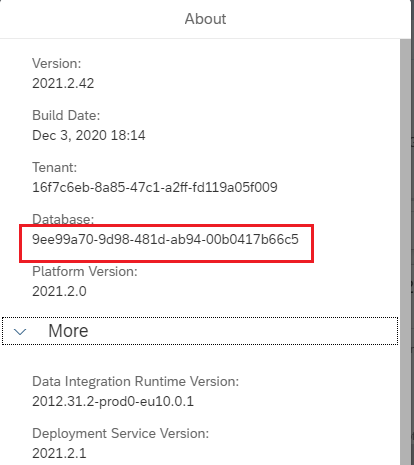 About
Version:
2021.2.42
Build Date:
Dec 3, 2020 18:14
Tenant:
16f7c6eb-8a85-47c1-a2ff-fd119a05f009
Database:
9ee99a70-9d98-481d-ab94-00b0417b66c5
Platform Version:
2021.2.0
More
Data Integration Runtime Version:
2012.31.2-prod0-eu10.0.1
Deployment Service Version:
2021.2.1